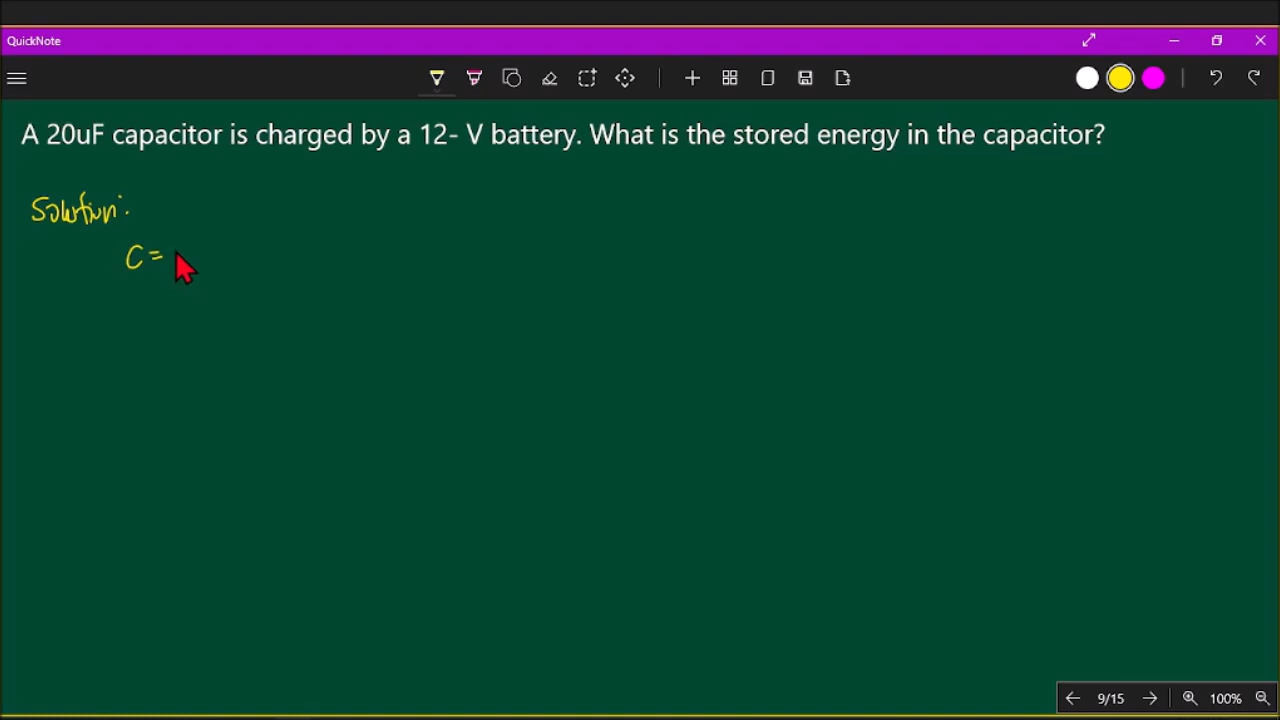 QuickNote
A 20uF capacitor is charged by a 12- V battery. What is the stored energy in the capacitor?
Solution:
C =
9/15
100%